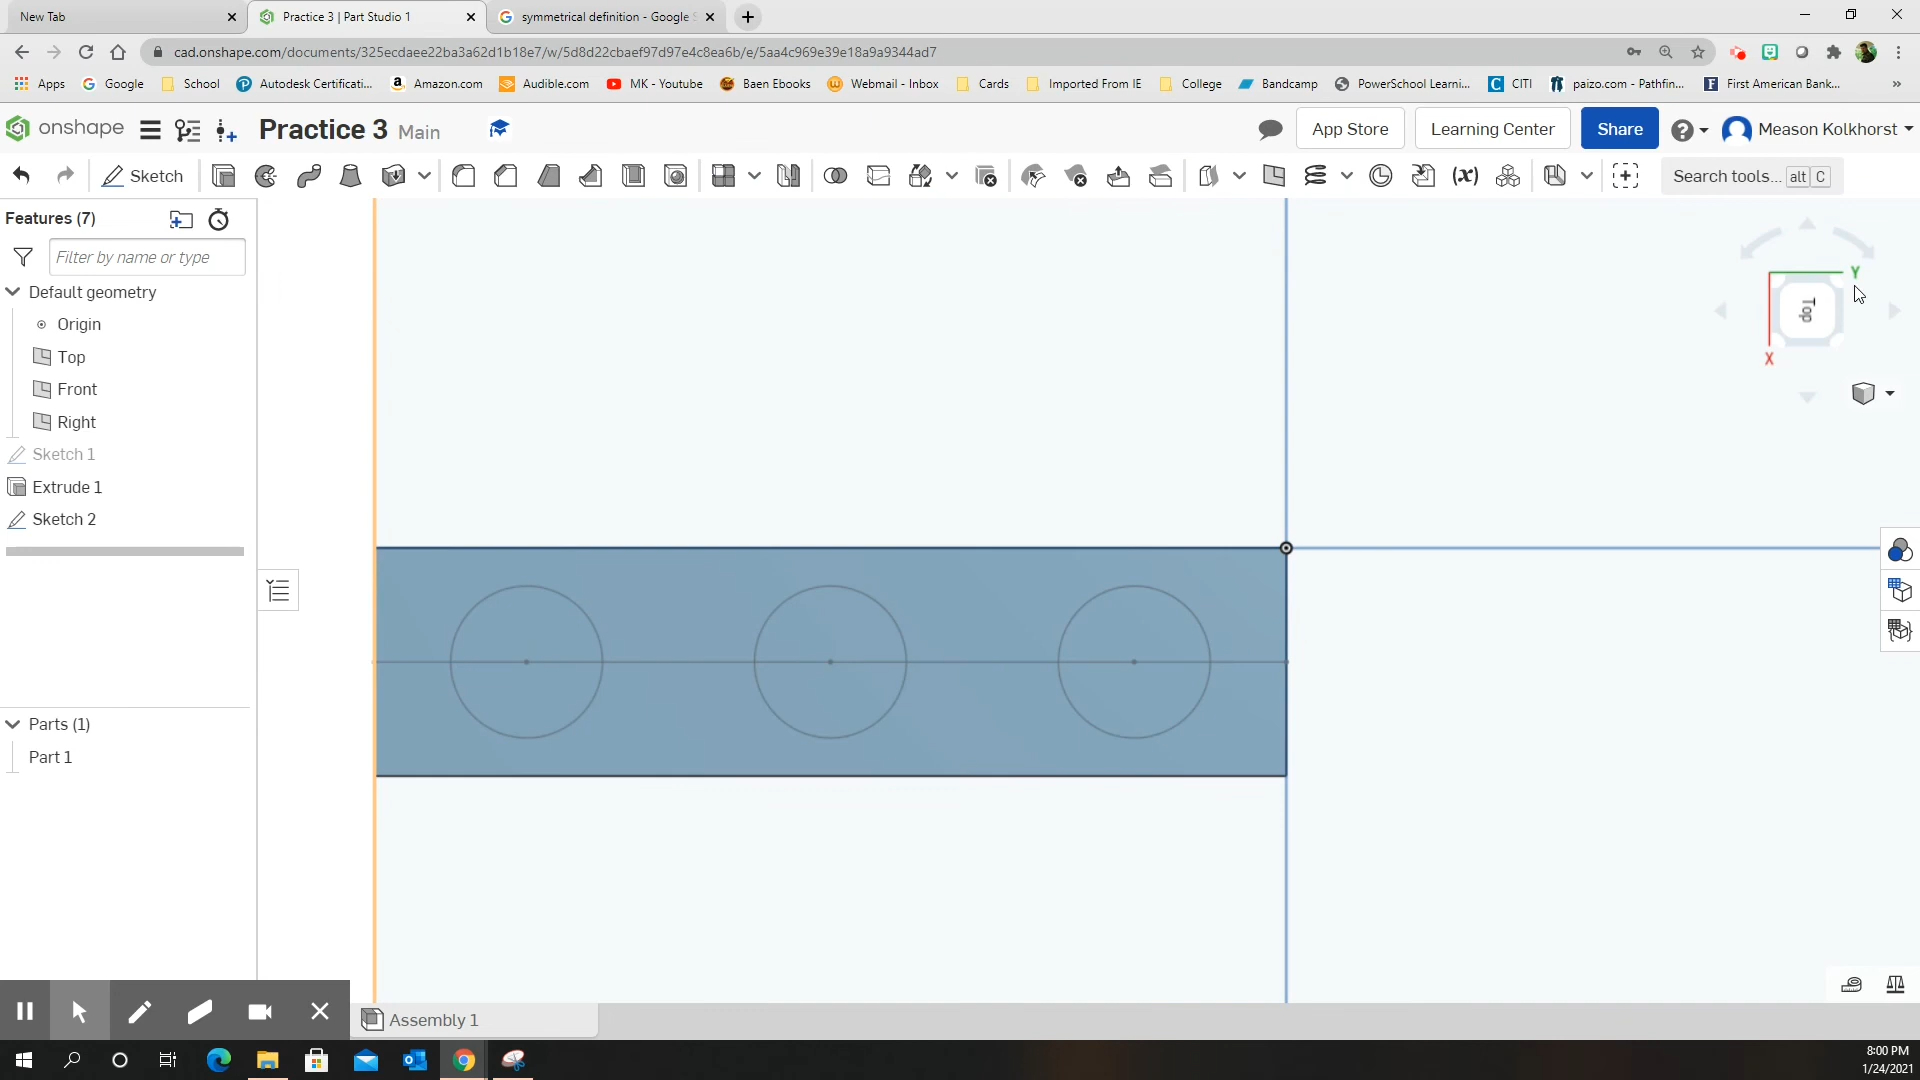 New Tab
Practice 3 | Part Studio 1
symmetrical definition - Google S
cad.onshape.com/documents/325ecdaee22ba3a62d1b18e7/w/5d8d22cbaef97d97e4c8ea6b/e/5aa4c969e39e18a9a9344ad7
Apps
Google
School
Autodesk Certificati...
Amazon.com
Audible.com
MK - Youtube
Baen Ebooks
Webmail - Inbox
Cards
Imported From IE
College
Bandcamp
PowerSchool Learni...
CITI
paizo.com - Pathfin...
First American Bank...
»
onshape
Practice 3 Main
App Store
Learning Center
Share
Meason Kolkhorst
Sketch
(x)
Search tools... alt C
Features (7)
Filter by name or type
Default geometry
Origin
Top
Front
Right
Sketch 1
Extrude 1
Sketch 2
Parts (1)
Part 1
Y
Top
X
Assembly 1
8:00 PM
1/24/2021